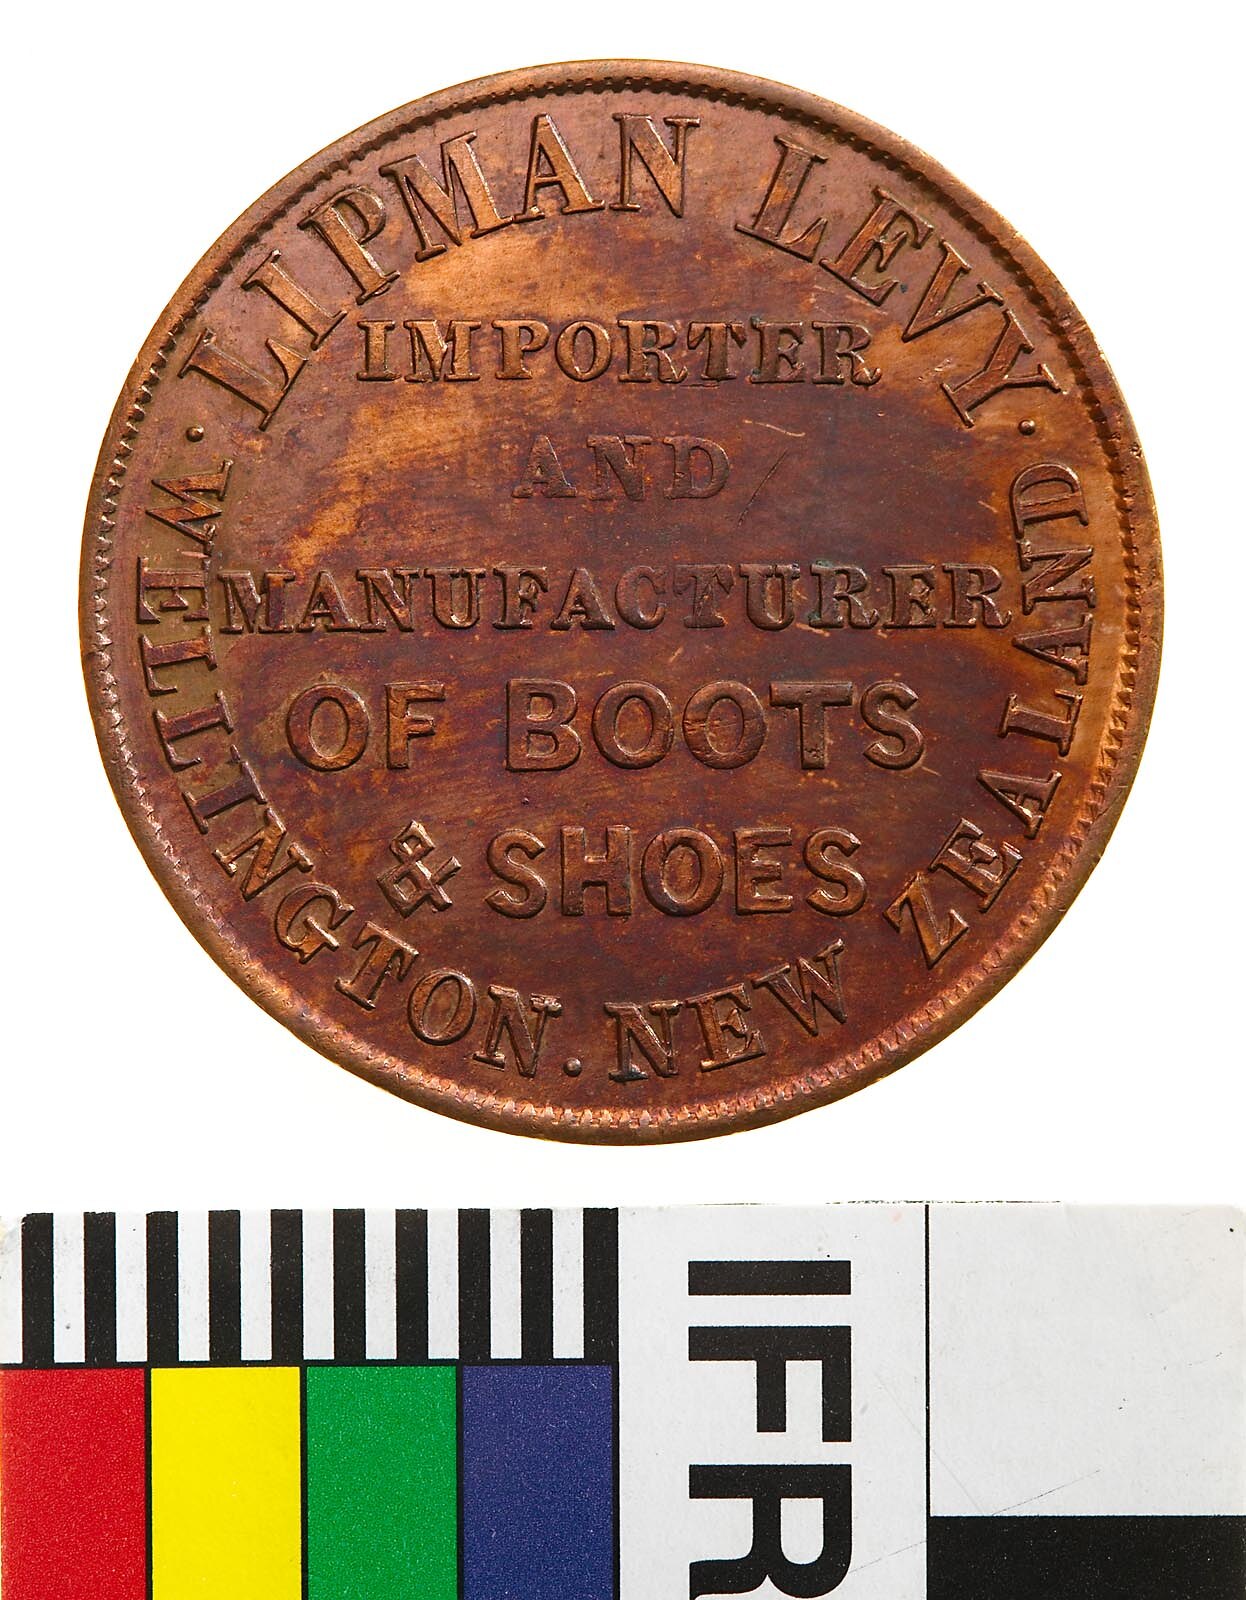 · LIPMAN LEVY ·
IMPORTER
AND
MANUFACTURER
OF BOOTS
& SHOES
WELLINGTON . NEW ZEALAND
IFR